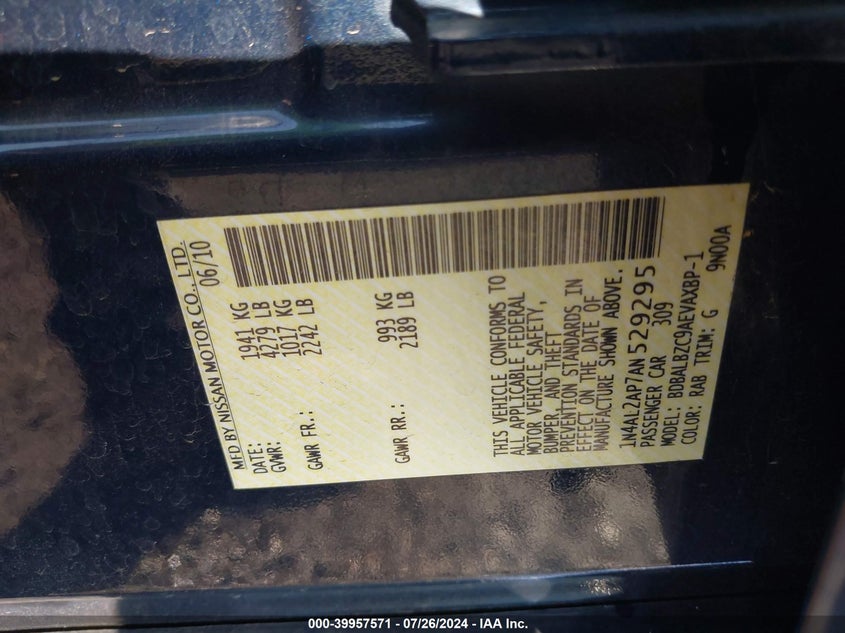 MFD BY NISSAN MOTOR CO., LTD.
DATE: 06/10
GVWR: 1941 KG
4279 LB
GAWR FR.: 1017 KG
2242 LB
GAWR RR.: 993 KG
2189 LB
THIS VEHICLE CONFORMS TO
ALL APPLICABLE FEDERAL
MOTOR VEHICLE SAFETY,
BUMPER, AND THEFT
PREVENTION STANDARDS IN
EFFECT ON THE DATE OF
MANUFACTURE SHOWN ABOVE.
1N4AL2AP7AN529295
PASSENGER CAR 309
MODEL: BDBALBZC9AEVAXBP-1
COLOR: RAB TRIM: G 9N00A
000-39957571 / 07/26/2024 - IAA Inc.